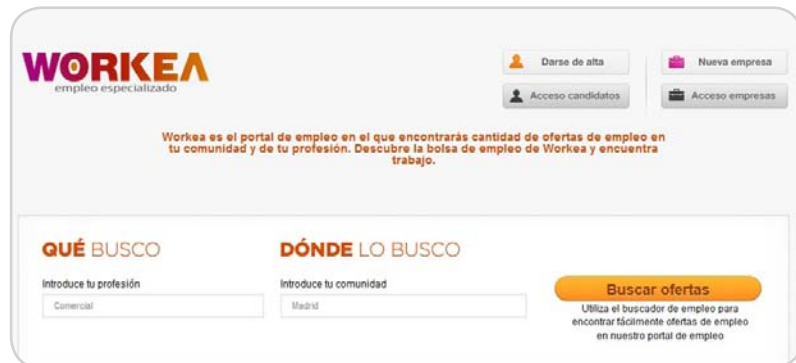 WORKEA
empleo especializado
Darse de alta
Nueva empresa
Acceso candidatos
Acceso empresas
Workea es el portal de empleo en el que encontrarás cantidad de ofertas de empleo en
tu comunidad y de tu profesión. Descubre la bolsa de empleo de Workea y encuentra
trabajo.
QUÉ BUSCO
DÓNDE LO BUSCO
Introduce tu profesión
Introduce tu comunidad
Comercial
Madrid
Buscar ofertas
Utiliza el buscador de empleo para
encontrar fácilmente ofertas de empleo
en nuestro portal de empleo